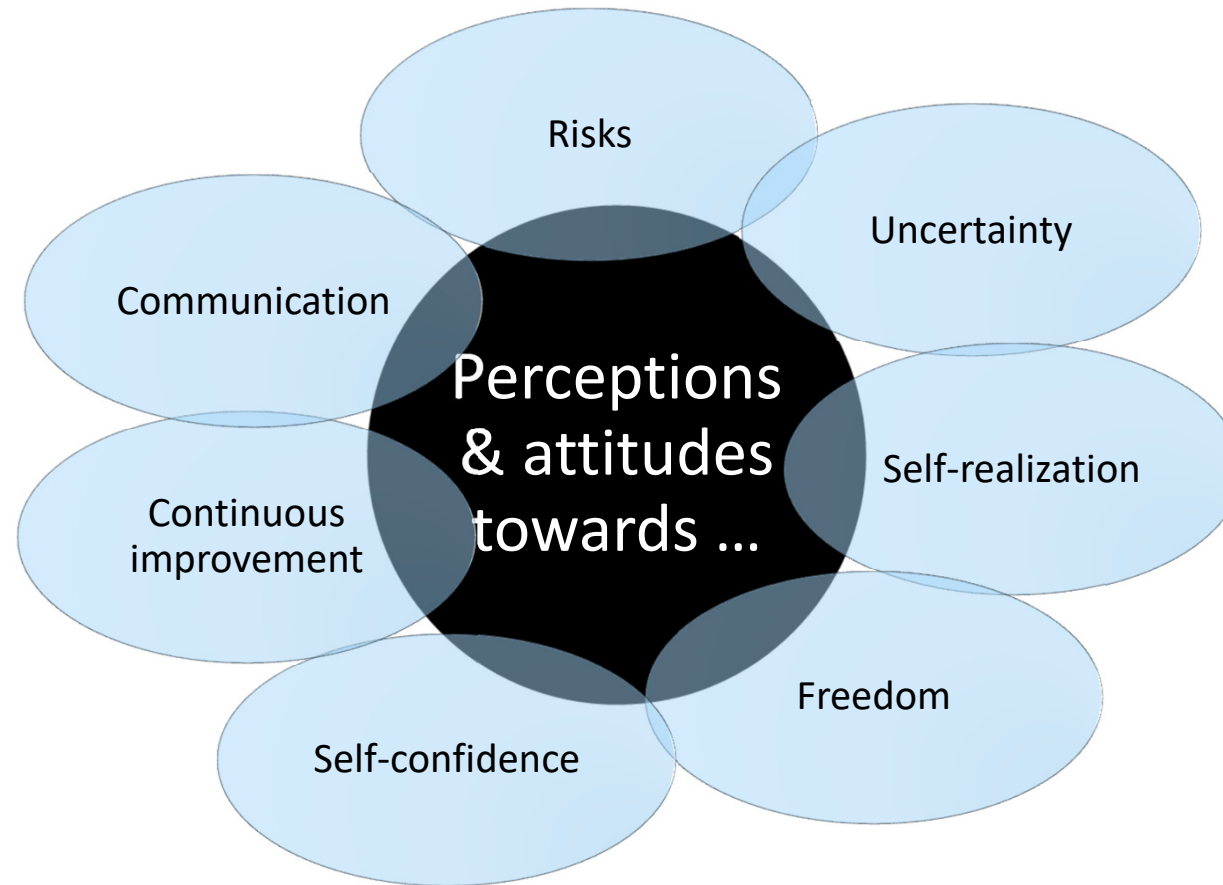 Risks
Uncertainty
Communication
Perceptions
& attitudes
towards ...
Self-realization
Continuous
improvement
Freedom
Self-confidence